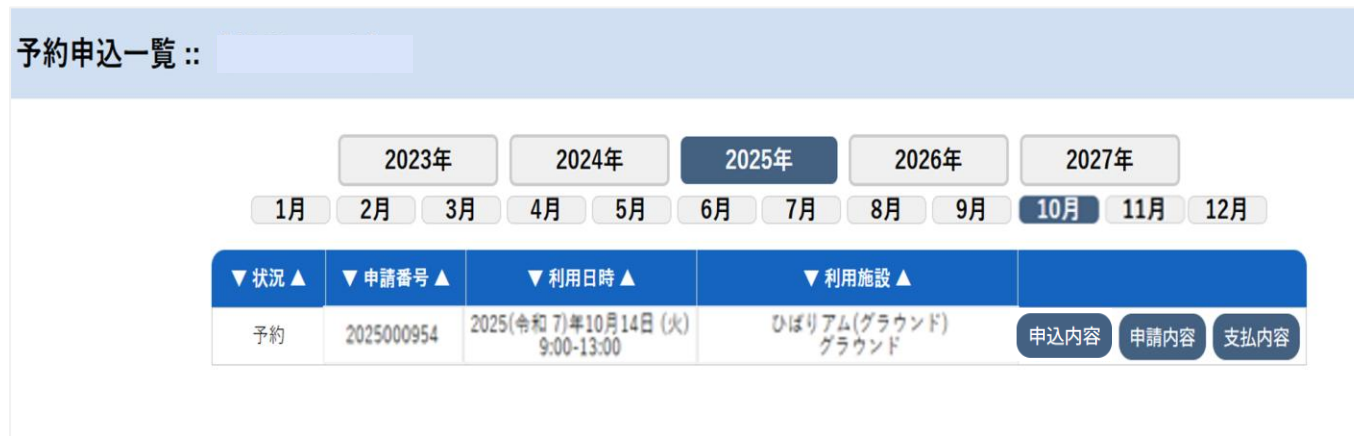 予約申込一覧 ::
2023年 2024年 2025年 2026年 2027年
1月 2月 3月 4月 5月 6月 7月 8月 9月 10月 11月 12月
▼ 状況 ▲ ▼ 申請番号 ▲ ▼ 利用日時 ▲ ▼ 利用施設 ▲
予約 2025000954 2025(令和 7)年10月14日 (火) ひばりアム(グラウンド) 申込内容 申請内容 支払内容
9:00-13:00 グラウンド